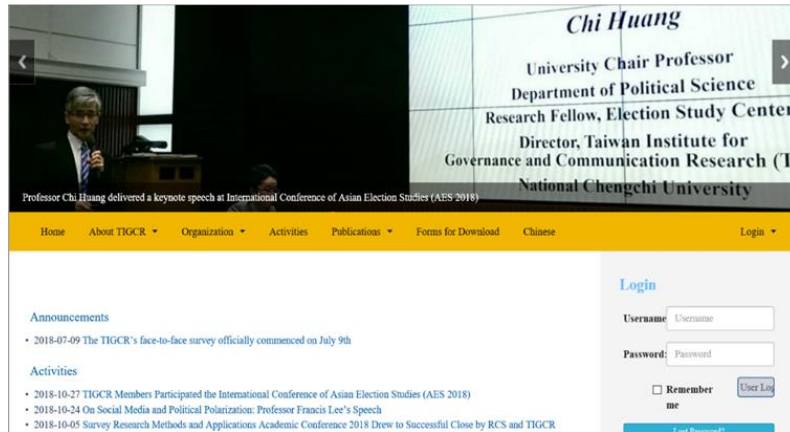 Chi Huang
University Chair Professor
Department of Political Science
Research Fellow, Election Study Center
Director, Taiwan Institute for
Governance and Communication Research (T
National Chengchi University
Professor Chi Huang delivered a keynote speech at International Conference of Asian Election Studies (AES 2018)
Home About TIGCR Organization Activities Publications Forms for Download Chinese Login
Login
Username Username
Announcements
• 2018-07-09 The TIGCR's face-to-face survey officially commenced on July 9th
Password: Password
Activities
Remember me
User Log
• 2018-10-27 TIGCR Members Participated the International Conference of Asian Election Studies (AES 2018)
• 2018-10-24 On Social Media and Political Polarization: Professor Francis Lee's Speech
• 2018-10-05 Survey Research Methods and Applications Academic Conference 2018 Drew to Successful Close by RCS and TIGCR
Lost Password?